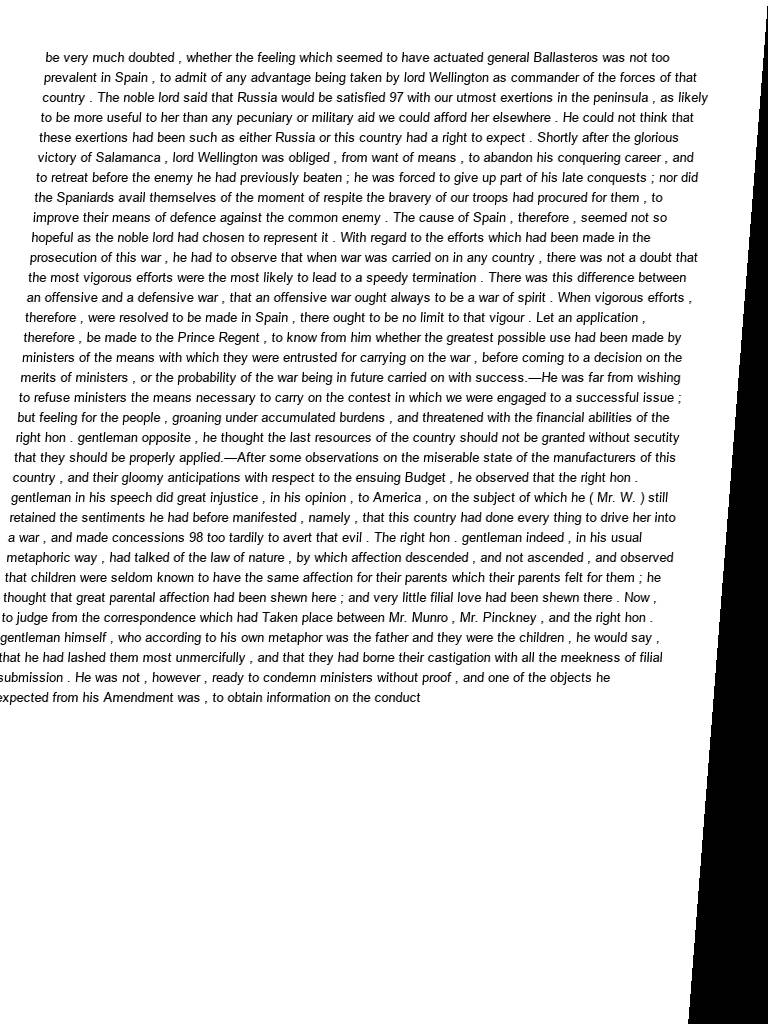 be very much doubted , whether the feeling which seemed to have actuated general Ballasteros was not too
prevalent in Spain , to admit of any advantage being taken by lord Wellington as commander of the forces of that
country . The noble lord said that Russia would be satisfied 97 with our utmost exertions in the peninsula , as likely
to be more useful to her than any pecuniary or military aid we could afford her elsewhere . He could not think that
these exertions had been such as either Russia or this country had a right to expect . Shortly after the glorious
victory of Salamanca , lord Wellington was obliged , from want of means , to abandon his conquering career , and
to retreat before the enemy he had previously beaten ; he was forced to give up part of his late conquests ; nor did
the Spaniards avail themselves of the moment of respite the bravery of our troops had procured for them , to
improve their means of defence against the common enemy . The cause of Spain , therefore , seemed not so
hopeful as the noble lord had chosen to represent it . With regard to the efforts which had been made in the
prosecution of this war , he had to observe that when war was carried on in any country , there was not a doubt that
the most vigorous efforts were the most likely to lead to a speedy termination . There was this difference between
an offensive and a defensive war , that an offensive war ought always to be a war of spirit . When vigorous efforts ,
therefore , were resolved to be made in Spain , there ought to be no limit to that vigour . Let an application ,
therefore , be made to the Prince Regent , to know from him whether the greatest possible use had been made by
ministers of the means with which they were entrusted for carrying on the war , before coming to a decision on the
merits of ministers , or the probability of the war being in future carried on with success.—He was far from wishing
to refuse ministers the means necessary to carry on the contest in which we were engaged to a successful issue ;
but feeling for the people , groaning under accumulated burdens , and threatened with the financial abilities of the
right hon . gentleman opposite , he thought the last resources of the country should not be granted without secutity
that they should be properly applied.—After some observations on the miserable state of the manufacturers of this
country , and their gloomy anticipations with respect to the ensuing Budget , he observed that the right hon .
gentleman in his speech did great injustice , in his opinion , to America , on the subject of which he ( Mr. W. ) still
retained the sentiments he had before manifested , namely , that this country had done every thing to drive her into
a war , and made concessions 98 too tardily to avert that evil . The right hon . gentleman indeed , in his usual
metaphoric way , had talked of the law of nature , by which affection descended , and not ascended , and observed
that children were seldom known to have the same affection for their parents which their parents felt for them ; he
thought that great parental affection had been shewn here ; and very little filial love had been shewn there . Now ,
to judge from the correspondence which had Taken place between Mr. Munro , Mr. Pinckney , and the right hon .
gentleman himself , who according to his own metaphor was the father and they were the children , he would say ,
that he had lashed them most unmercifully , and that they had borne their castigation with all the meekness of filial
submission . He was not , however , ready to condemn ministers without proof , and one of the objects he
expected from his Amendment was , to obtain information on the conduct